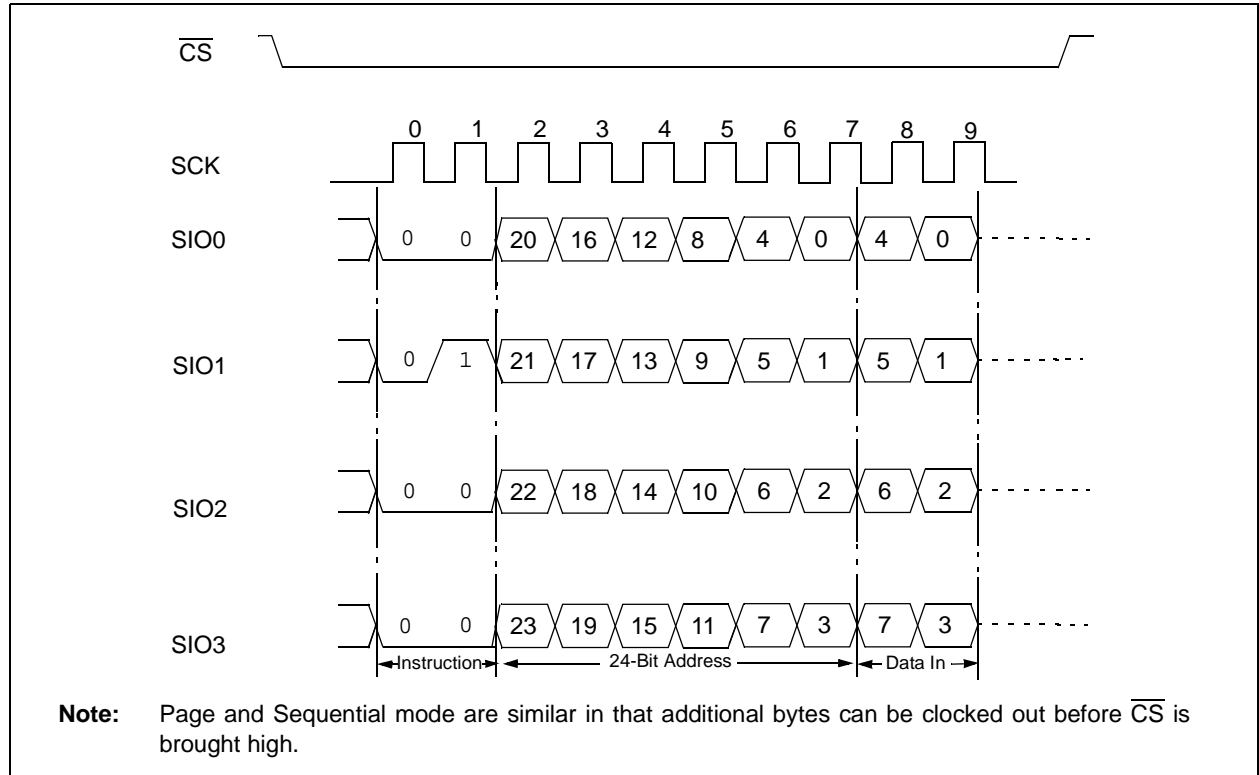 CS
0 1 2 3 4 5 6 7 8 9
SCK
SIO0 0 0 20 16 12 8 4 0 4 0
SIO1 0 1 21 17 13 9 5 1 5 1
SIO2 0 0 22 18 14 10 6 2 6 2
SIO3 0 0 23 19 15 11 7 3 7 3
Instruction 24-Bit Address Data In
Note: Page and Sequential mode are similar in that additional bytes can be clocked out before CS is
brought high.